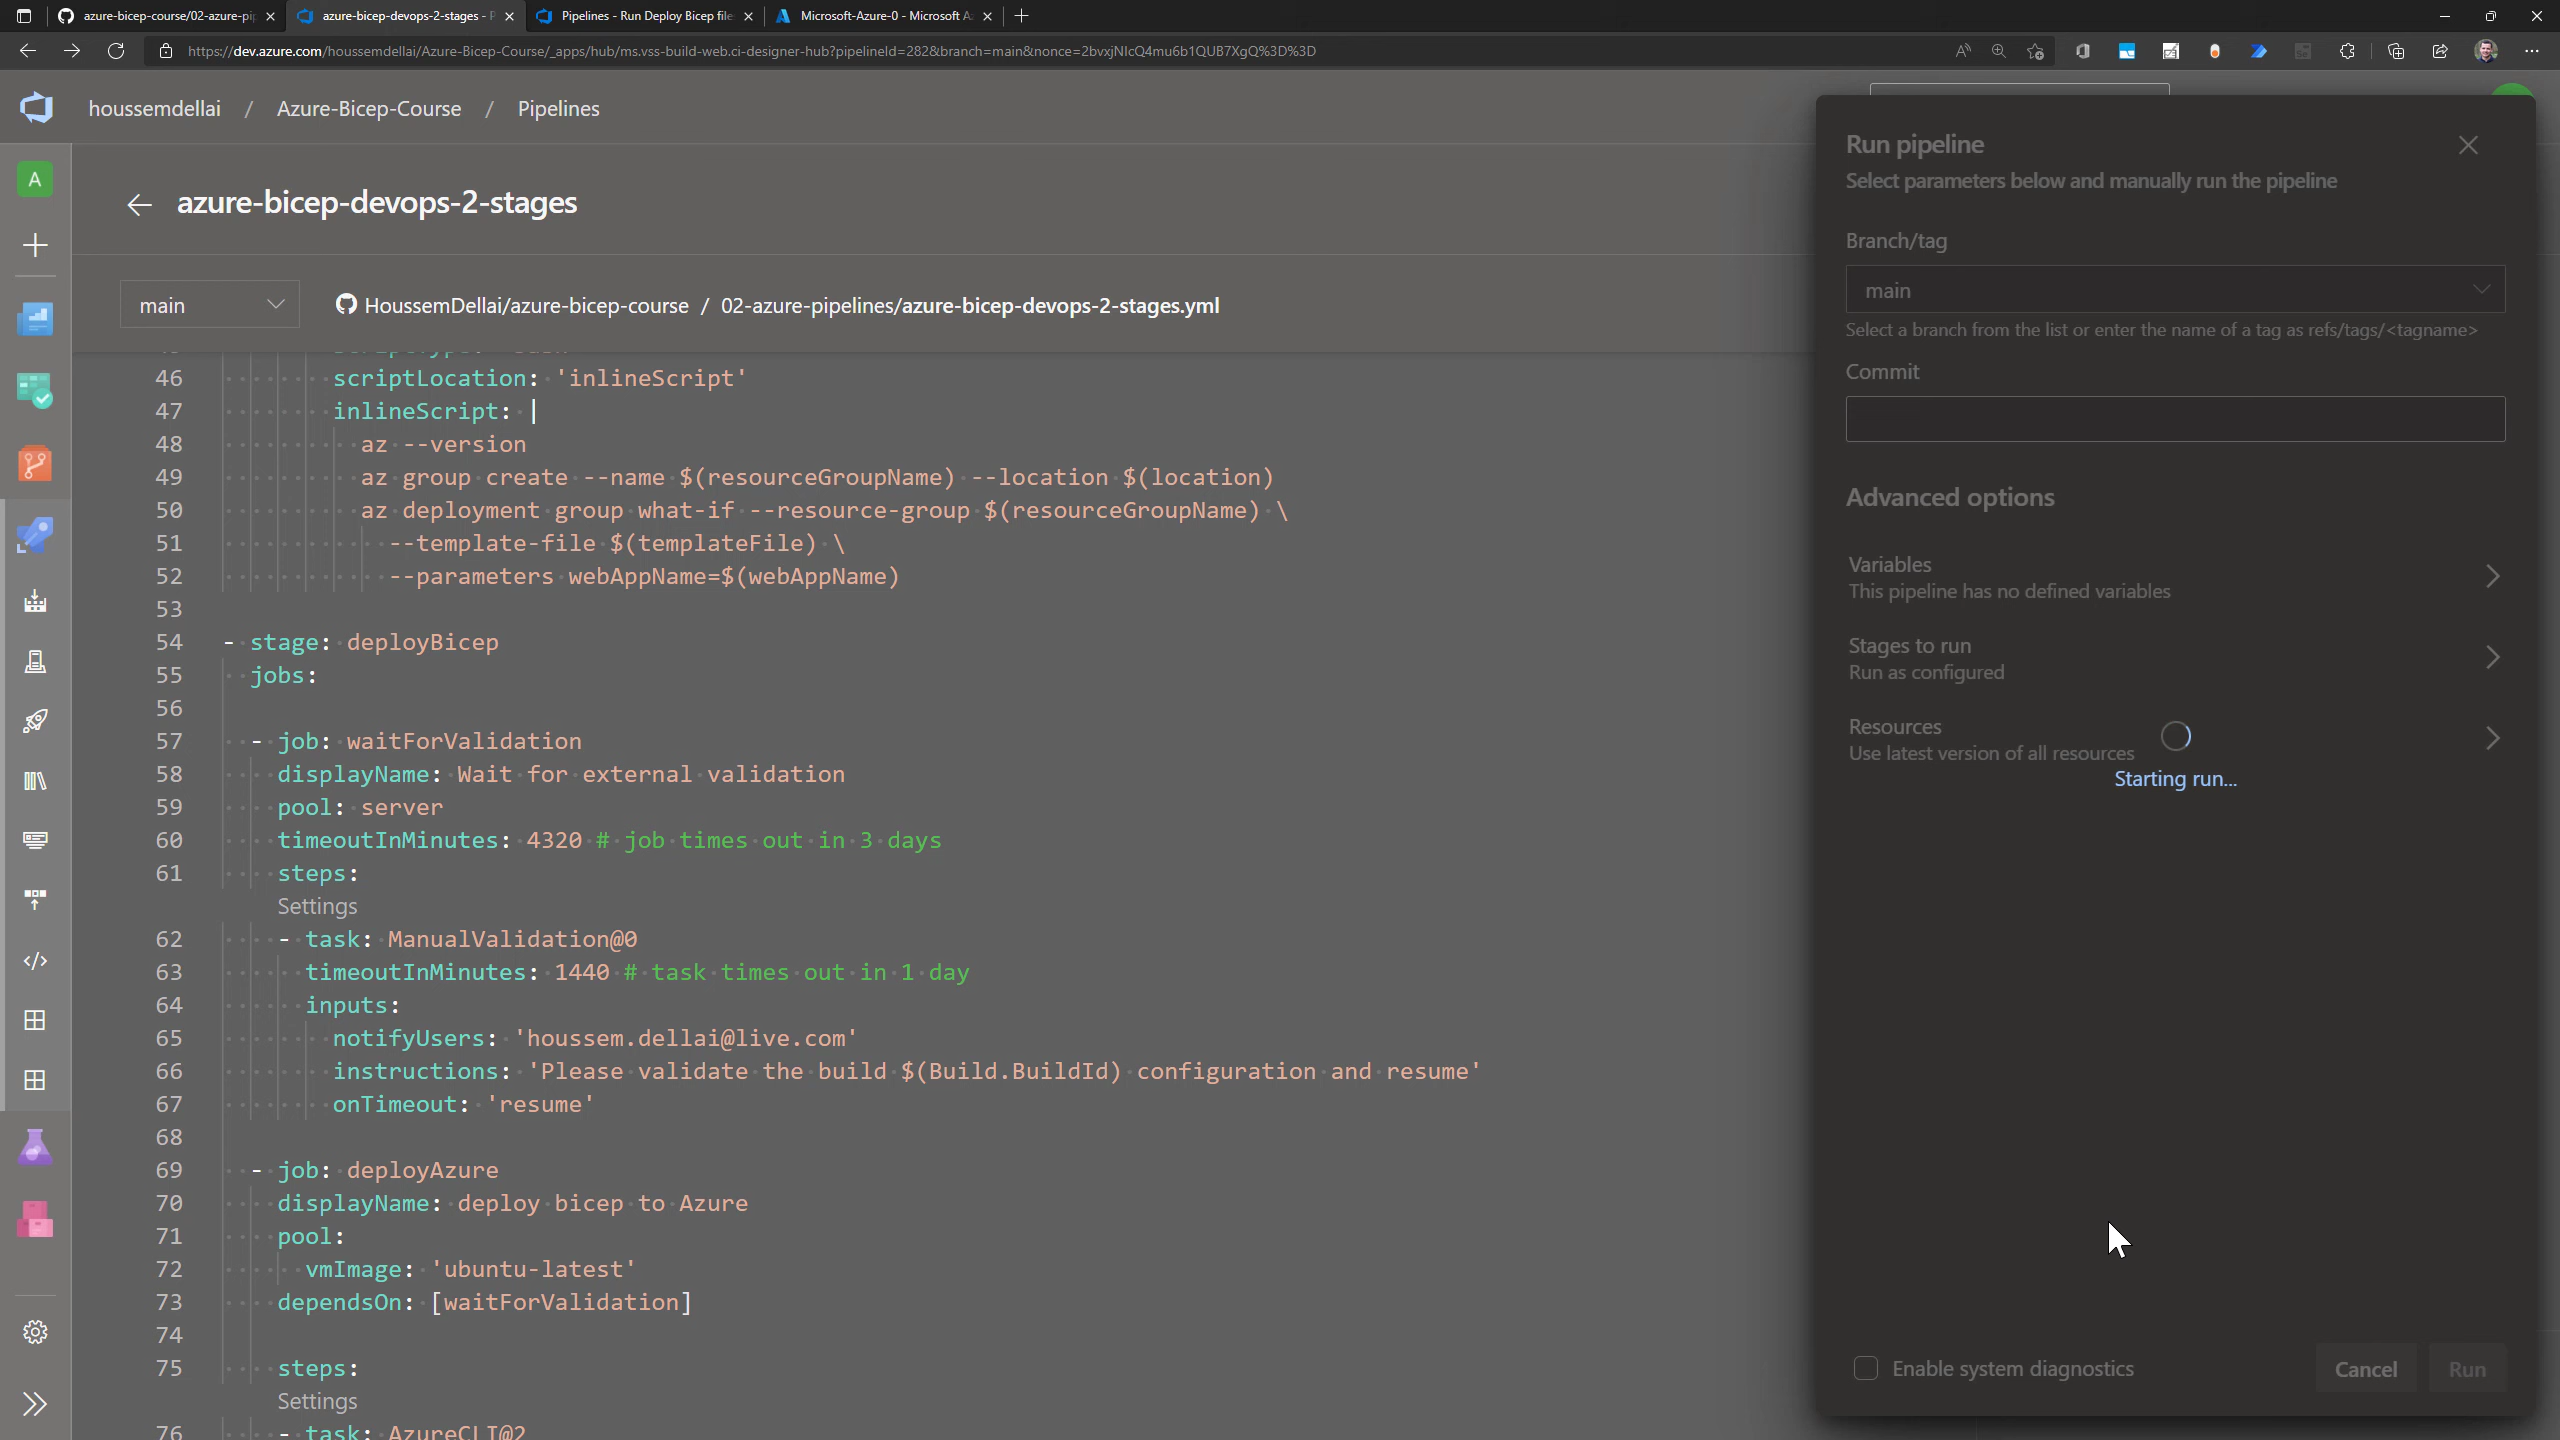 azure-bicep-course/02-azure-pip
azure-bicep-devops-2-stages - P
Pipelines - Run Deploy Bicep file
Microsoft-Azure-0 - Microsoft A
https://dev.azure.com/houssemdellai/Azure-Bicep-Course/_apps/hub/ms.vss-build-web.ci-designer-hub?pipelineId=282&branch=main&nonce=2bvxjNIcQ4mu6b1QUB7XgQ%3D%3D
houssemdellai / Azure-Bicep-Course / Pipelines
A
azure-bicep-devops-2-stages
main
HoussemDellai/azure-bicep-course / 02-azure-pipelines/azure-bicep-devops-2-stages.yml
46 scriptLocation: 'inlineScript'
47 inlineScript: |
48 az --version
49 az group create --name $(resourceGroupName) --location $(location)
50 az deployment group what-if --resource-group $(resourceGroupName) \
51 --template-file $(templateFile) \
52 --parameters webAppName=$(webAppName)
53
54 - stage: deployBicep
55 jobs:
56
57 - job: waitForValidation
58 displayName: Wait for external validation
59 pool: server
60 timeoutInMinutes: 4320 # job times out in 3 days
61 steps:
Settings
62 - task: ManualValidation@0
63 timeoutInMinutes: 1440 # task times out in 1 day
64 inputs:
65 notifyUsers: 'houssem.dellai@live.com'
66 instructions: 'Please validate the build $(Build.BuildId) configuration and resume'
67 onTimeout: 'resume'
68
69 - job: deployAzure
70 displayName: deploy bicep to Azure
71 pool:
72 vmImage: 'ubuntu-latest'
73 dependsOn: [waitForValidation]
74
75 steps:
Settings
76 - task: AzureCLI@2
Run pipeline
Select parameters below and manually run the pipeline
Branch/tag
main
Select a branch from the list or enter the name of a tag as refs/tags/<tagname>
Commit
Advanced options
Variables
This pipeline has no defined variables
Stages to run
Run as configured
Resources
Use latest version of all resources
Starting run...
Enable system diagnostics
Cancel
Run